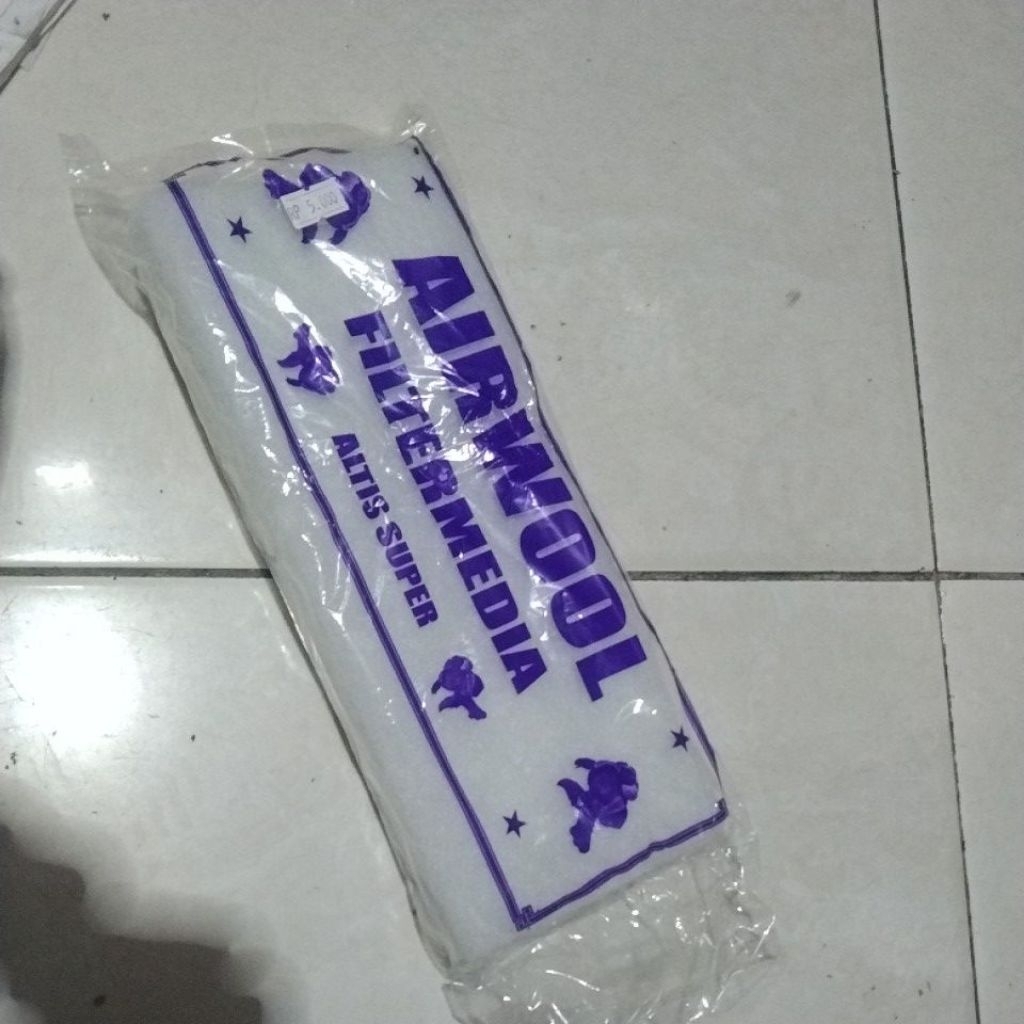 RP 5.000
AIRWOOL
FILTERMEDIA
ALTIS SUPER